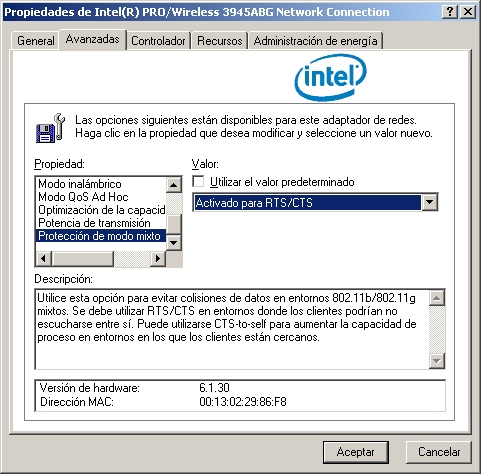 Propiedades de Intel(R) PRO/Wireless 3945ABG Network Connection
General
Avanzadas
Controlador
Recursos
Administración de energía
intel
Las opciones siguientes están disponibles para este adaptador de redes.
Haga clic en la propiedad que desea modificar y seleccione un valor nuevo.
Propiedad:
Modo inalámbrico
Modo QoS Ad Hoc
Optimización de la capacid
Potencia de transmisión
Protección de modo mixto
Valor:
Utilizar el valor predeterminado
Activado para RTS/CTS
Descripción:
Utilice esta opción para evitar colisiones de datos en entornos 802.11b/802.11g
mixtos. Se debe utilizar RTS/CTS en entornos donde los clientes podrían no
escucharse entre sí. Puede utilizarse CTS-to-self para aumentar la capacidad de
proceso en entornos en los que los clientes están cercanos.
Versión de hardware: 6.1.30
Dirección MAC: 00:13:02:29:86:F8
Aceptar
Cancelar